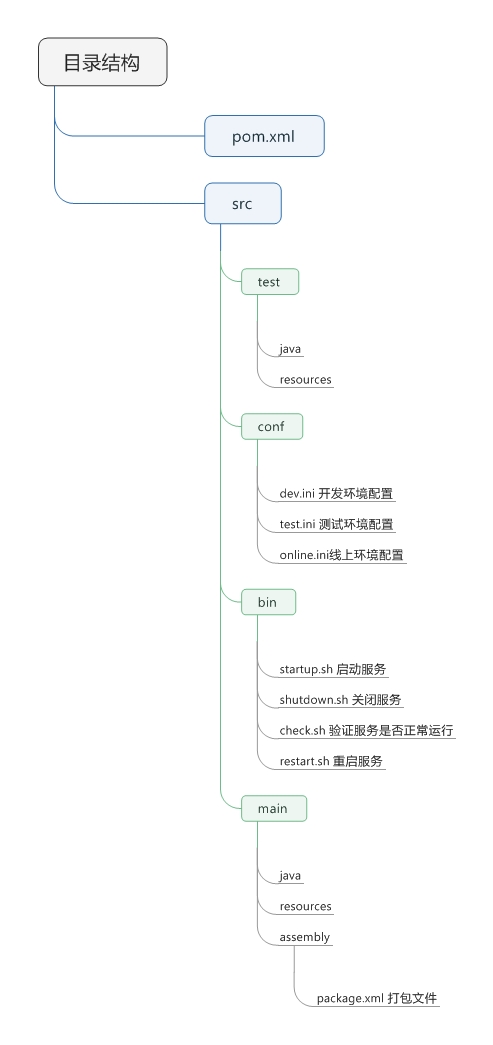 目录结构
pom.xml
src
test
java
resources
conf
dev.ini 开发环境配置
test.ini 测试环境配置
online.ini线上环境配置
bin
startup.sh 启动服务
shutdown.sh 关闭服务
check.sh 验证服务是否正常运行
restart.sh 重启服务
main
java
resources
assembly
package.xml 打包文件